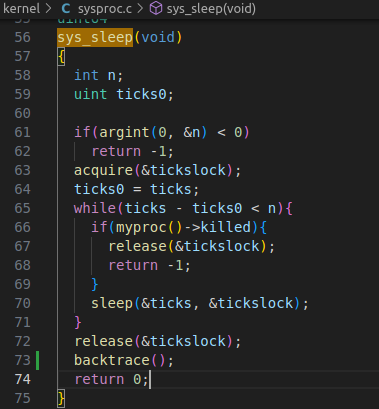 kernel > C sysproc.c > sys_sleep(void)
55 uint64
56 sys_sleep(void)
57 {
58   int n;
59   uint ticks0;
60
61   if(argint(0, &n) < 0)
62     return -1;
63   acquire(&tickslock);
64   ticks0 = ticks;
65   while(ticks - ticks0 < n){
66     if(myproc()->killed){
67       release(&tickslock);
68       return -1;
69     }
70     sleep(&ticks, &tickslock);
71   }
72   release(&tickslock);
73   backtrace();
74   return 0;
75 }